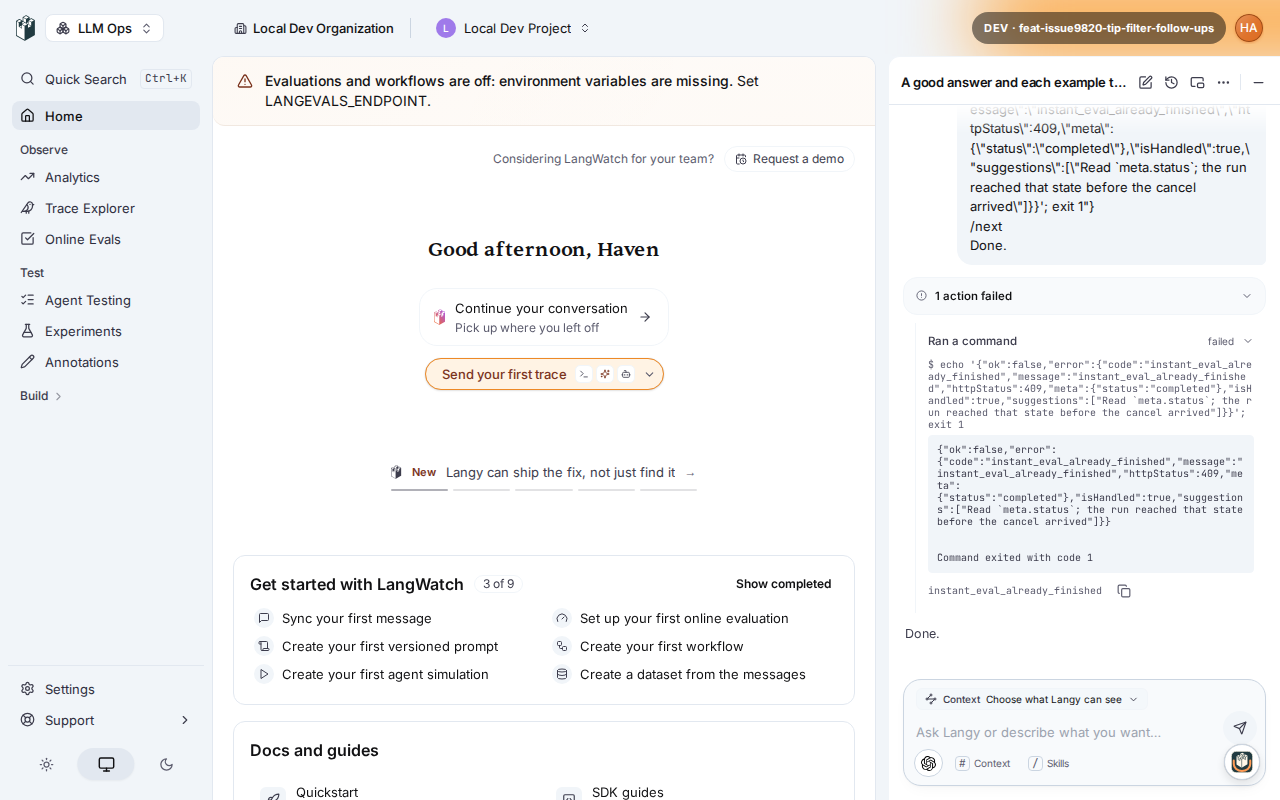 LLM Ops
Local Dev Organization
L Local Dev Project
DEV · feat-issue9820-tip-filter-follow-ups
HA
Quick Search Ctrl+K
Home
Observe
Analytics
Trace Explorer
Online Evals
Test
Agent Testing
Experiments
Annotations
Build
Settings
Support
Evaluations and workflows are off: environment variables are missing. Set
LANGEVALS_ENDPOINT.
Considering LangWatch for your team? Request a demo
Good afternoon, Haven
Continue your conversation
Pick up where you left off
Send your first trace
New Langy can ship the fix, not just find it →
Get started with LangWatch 3 of 9 Show completed
Sync your first message
Set up your first online evaluation
Create your first versioned prompt
Create your first workflow
Create your first agent simulation
Create a dataset from the messages
Docs and guides
Quickstart
SDK guides
A good answer and each example t...
essage\":\"instant_eval_already_finished\",\"ht
tpStatus\":409,\"meta\":
{\"status\":\"completed\"},\"isHandled\":true,\
"suggestions\":[\"Read `meta.status`; the run
reached that state before the cancel
arrived\"]}}'; exit 1"}
/next
Done.
1 action failed
Ran a command failed
$ echo '{"ok":false,"error":{"code":"instant_eval_alre
ady_finished","message":"instant_eval_already_finishe
d","httpStatus":409,"meta":{"status":"completed"},"isH
andled":true,"suggestions":["Read `meta.status`; the r
un reached that state before the cancel arrived"]}}';
exit 1
{"ok":false,"error":
{"code":"instant_eval_already_finished","message":"
instant_eval_already_finished","httpStatus":409,"me
ta":
{"status":"completed"},"isHandled":true,"suggestion
s":["Read `meta.status`; the run reached that state
before the cancel arrived"]}}
Command exited with code 1
instant_eval_already_finished
Done.
Context Choose what Langy can see
Ask Langy or describe what you want...
# Context / Skills